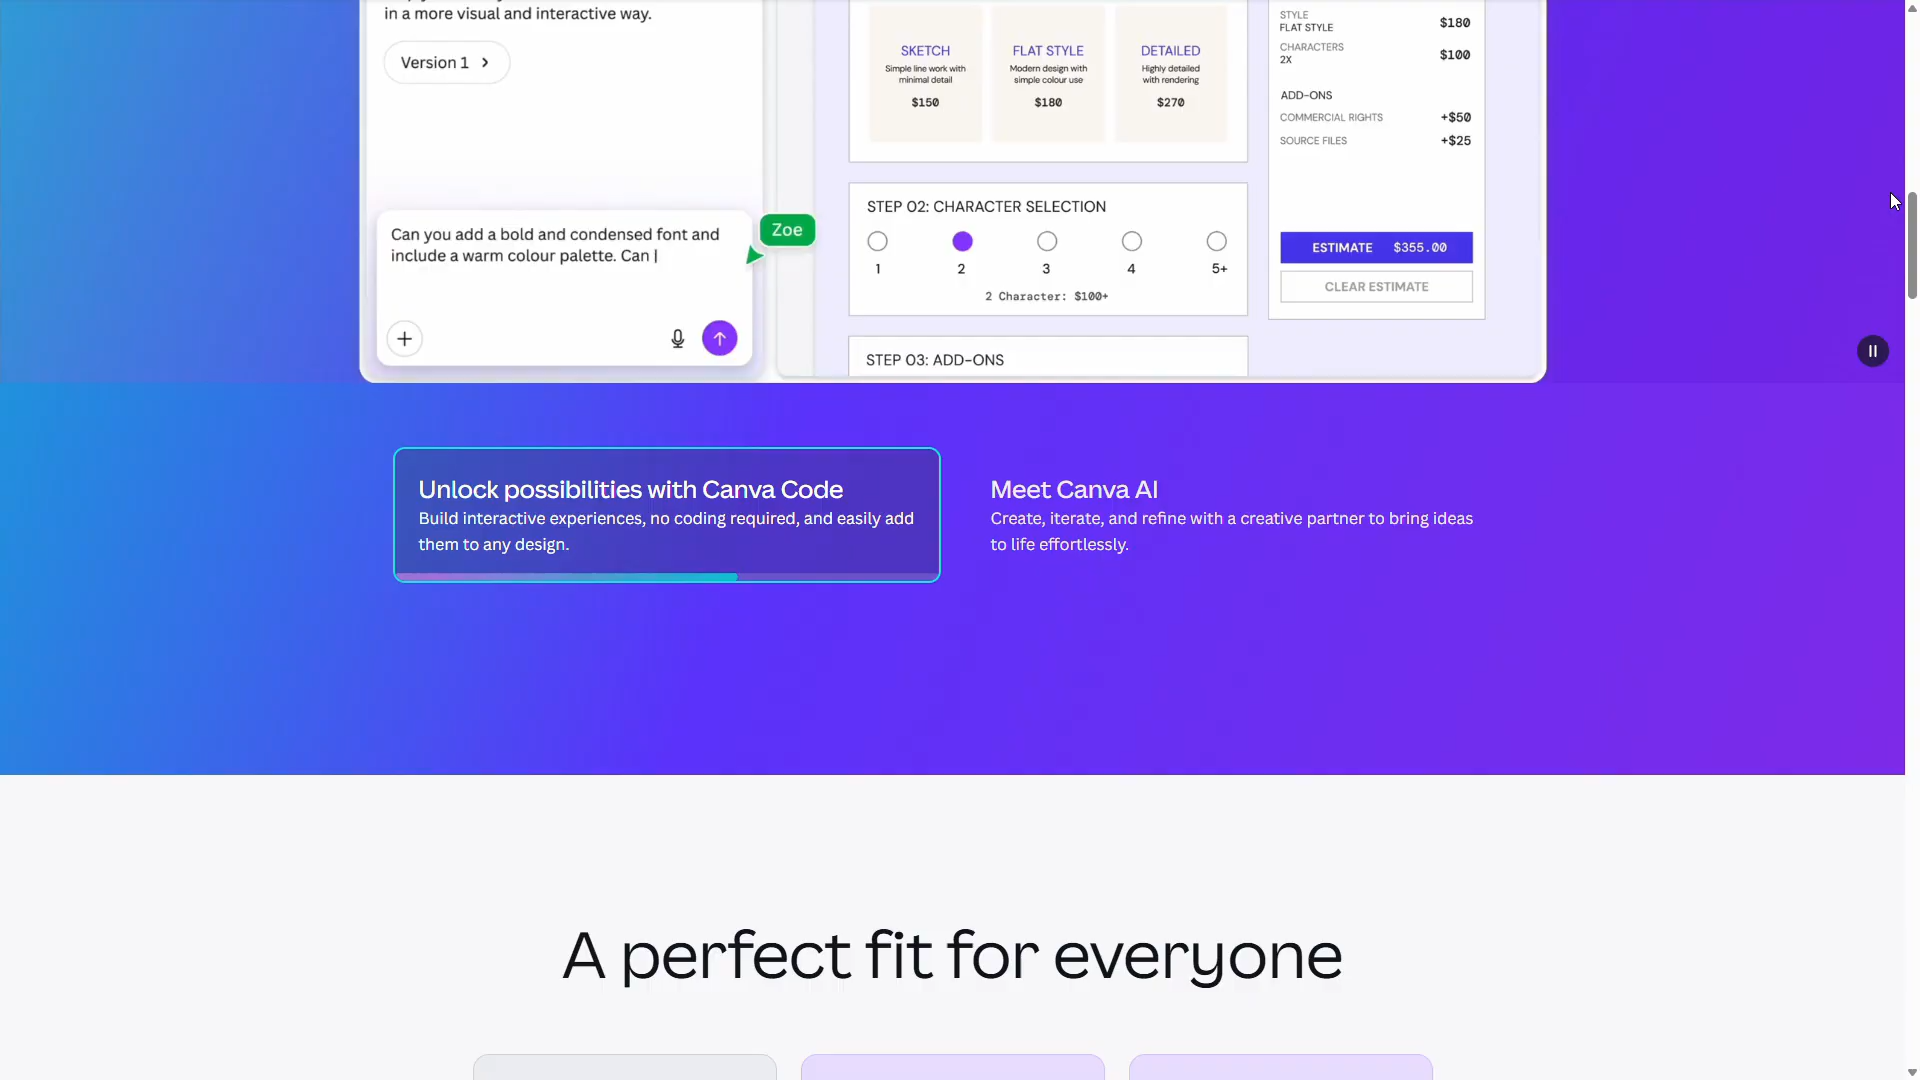 in a more visual and interactive way.
Version 1
Can you add a bold and condensed font and
include a warm colour palette. Can
Zoe
SKETCH
Simple line work with
minimal detail
$150
FLAT STYLE
Modern design with
simple colour use
$180
DETAILED
Highly detailed
with rendering
$270
STEP 02: CHARACTER SELECTION
1
2
3
4
5+
2 Character: $100+
STEP 03: ADD-ONS
STYLE
FLAT STYLE
$180
CHARACTERS
2X
$100
ADD-ONS
COMMERCIAL RIGHTS +$50
SOURCE FILES +$25
ESTIMATE $355.00
CLEAR ESTIMATE
Unlock possibilities with Canva Code
Build interactive experiences, no coding required, and easily add
them to any design.
Meet Canva AI
Create, iterate, and refine with a creative partner to bring ideas
to life effortlessly.
A perfect fit for everyone